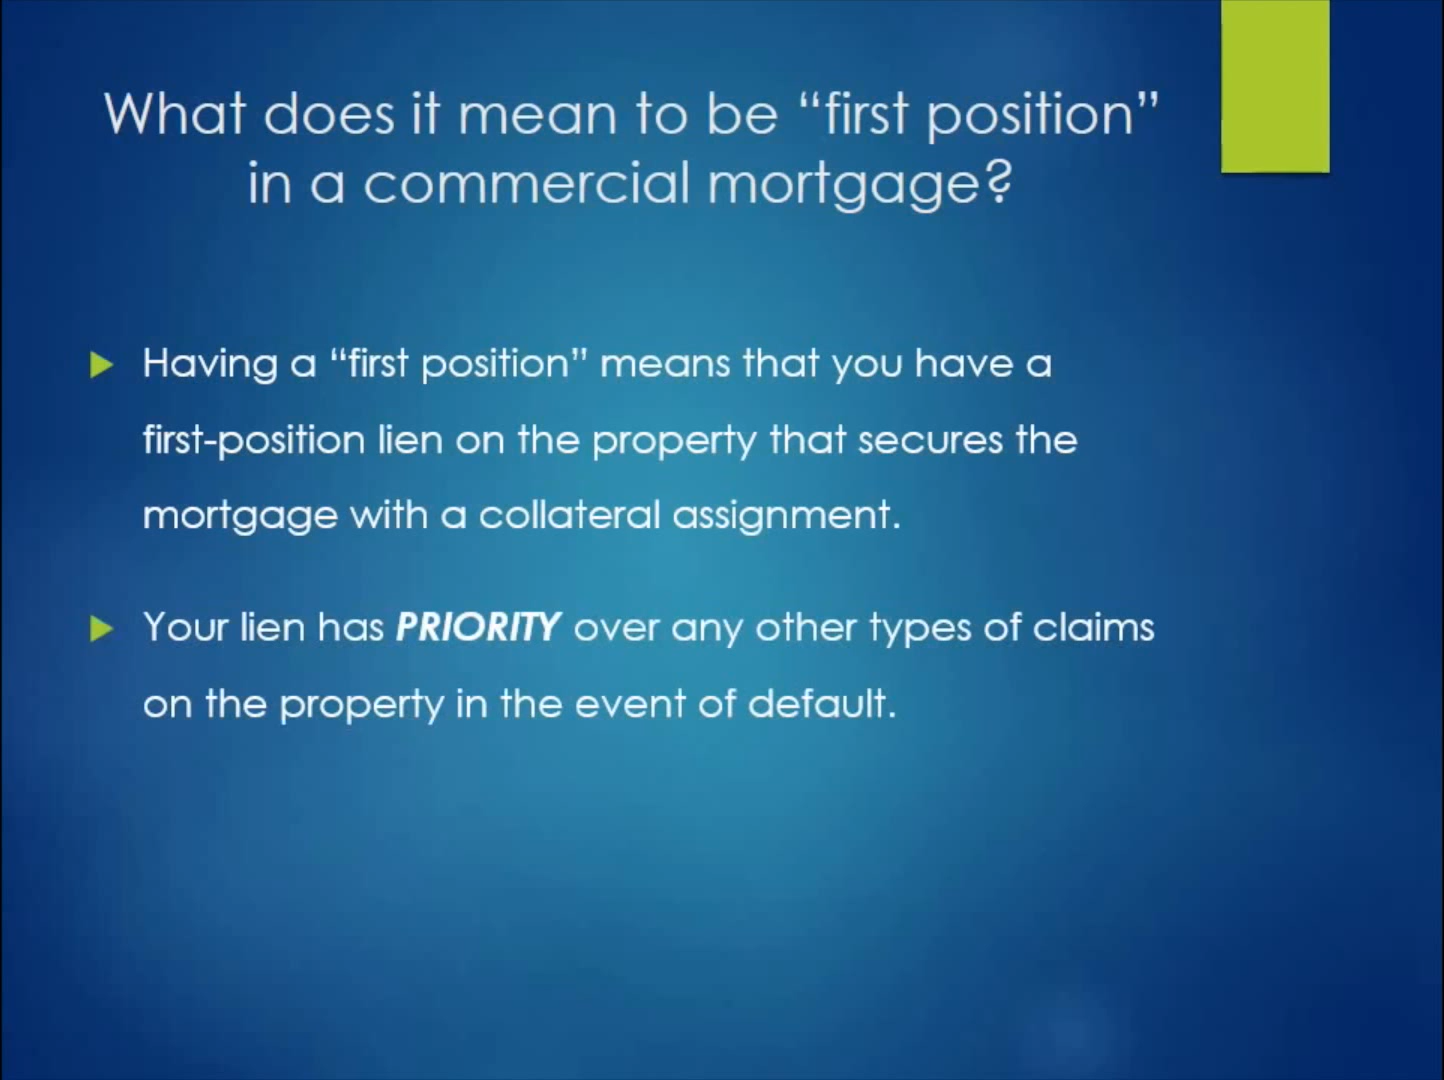 What does it mean to be “first position”
in a commercial mortgage?
Having a “first position” means that you have a
first-position lien on the property that secures the
mortgage with a collateral assignment.
Your lien has PRIORITY over any other types of claims
on the property in the event of default.